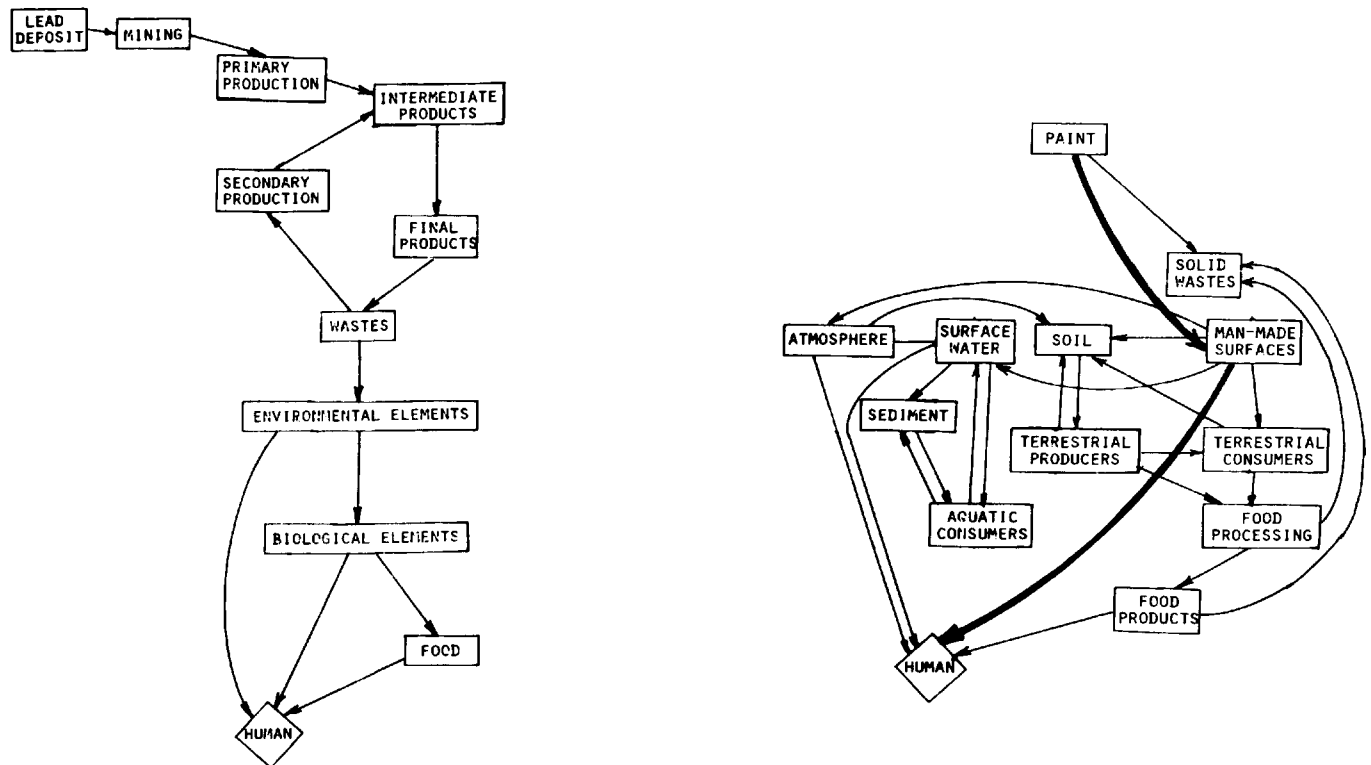 LEAD
DEPOSIT
MINING
PRIMARY
PRODUCTION
INTERMEDIATE
PRODUCTS
SECONDARY
PRODUCTION
FINAL
PRODUCTS
WASTES
ENVIRONMENTAL ELEMENTS
BIOLOGICAL ELEMENTS
FOOD
HUMAN
PAINT
SOLID
WASTES
ATMOSPHERE
SURFACE
WATER
SOIL
MAN-MADE
SURFACES
SEDIMENT
TERRESTRIAL
PRODUCERS
TERRESTRIAL
CONSUMERS
AQUATIC
CONSUMERS
FOOD
PROCESSING
FOOD
PRODUCTS
HUMAN